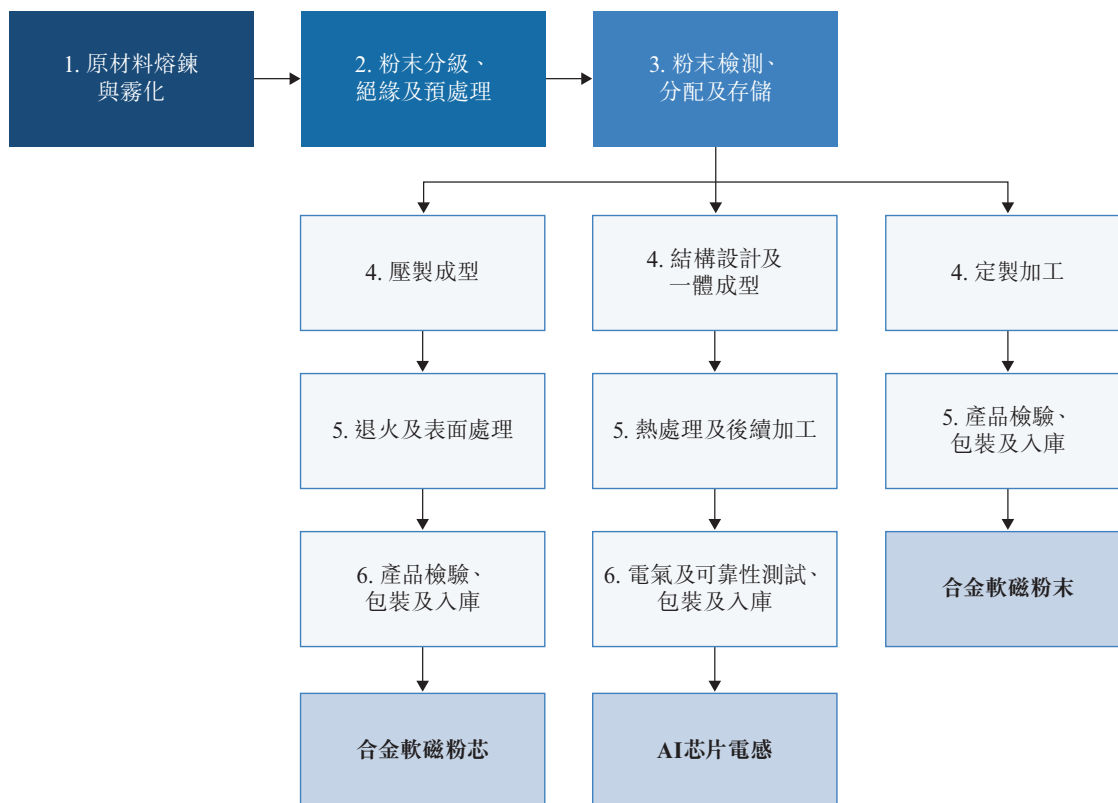 1. 原材料熔鍊
與霧化
2. 粉末分級、
絕緣及預處理
3. 粉末檢測、
分配及存儲
4. 壓製成型
4. 結構設計及
一體成型
4. 定製加工
5. 退火及表面處理
5. 熱處理及後續加工
5. 產品檢驗、
包裝及入庫
6. 產品檢驗、
包裝及入庫
6. 電氣及可靠性測試、
包裝及入庫
合金軟磁粉末
合金軟磁粉芯
AI芯片電感